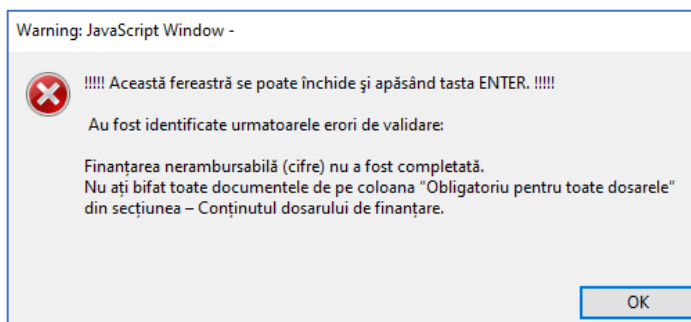 Warning: JavaScript Window -
!!!!! Această fereastră se poate închide şi apăsând tasta ENTER. !!!!!
Au fost identificate urmatoarele erori de validare:
Finanțarea nerambursabilă (cifre) nu a fost completată.
Nu ați bifat toate documentele de pe coloana “Obligatoriu pentru toate dosarele”
din secțiunea – Conținutul dosarului de finanțare.
OK